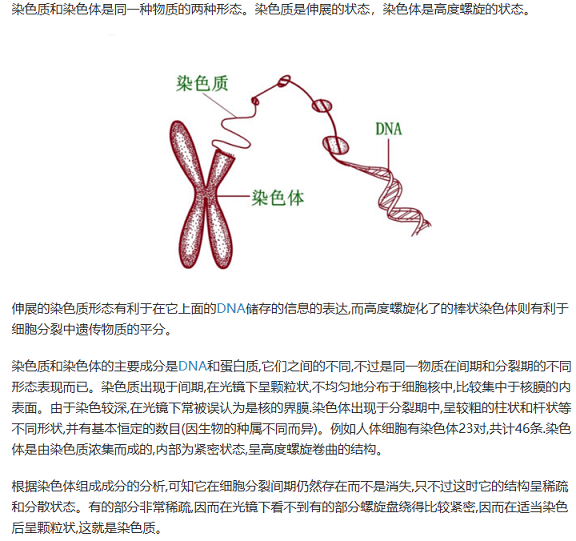 染色质和染色体是同一种物质的两种形态。染色质是伸展的状态，染色体是高度螺旋的状态。
染色质
DNA
染色体
伸展的染色质形态有利于在它上面的DNA储存的信息的表达,而高度螺旋化了的棒状染色体则有利于
细胞分裂中遗传物质的平分。
染色质和染色体的主要成分是DNA和蛋白质,它们之间的不同,不过是同一物质在间期和分裂期的不同
形态表现而已。染色质出现于间期,在光镜下呈颗粒状,不均匀地分布于细胞核中,比较集中于核膜的内
表面。由于染色较深,在光镜下常被误认为是核的界膜.染色体出现于分裂期中,呈较粗的柱状和杆状等
不同形状,并有基本恒定的数目(因生物的种属不同而异)。例如人体细胞有染色体23对,共计46条.染色
体是由染色质浓集而成的,内部为紧密状态,呈高度螺旋卷曲的结构。
根据染色体组成成分的分析,可知它在细胞分裂间期仍然存在而不是消失,只不过这时它的结构呈稀疏
和分散状态。有的部分非常稀疏,因而在光镜下看不到有的部分螺旋盘绕得比较紧密,因而在适当染色
后呈颗粒状,这就是染色质。